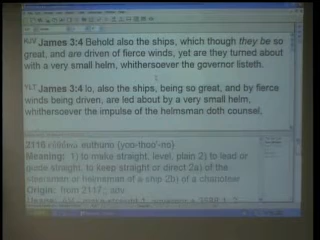 KJV James 3:4 Behold also the ships, which though they be so
great, and are driven of fierce winds, yet are they turned about
with a very small helm, whithersoever the governor listeth.
YLT James 3:4 lo, also the ships, being so great, and by fierce
winds being driven, are led about by a very small helm,
whithersoever the impulse of the helmsman doth counsel,
2116 euthuno {yoo-thoo'-no}
Meaning: 1) to make straight, level, plain 2) to lead or
guide straight, to keep straight or direct 2a) of the
steersman or helmsman of a ship 2b) of a charioteer
Origin: from 2117;; adv